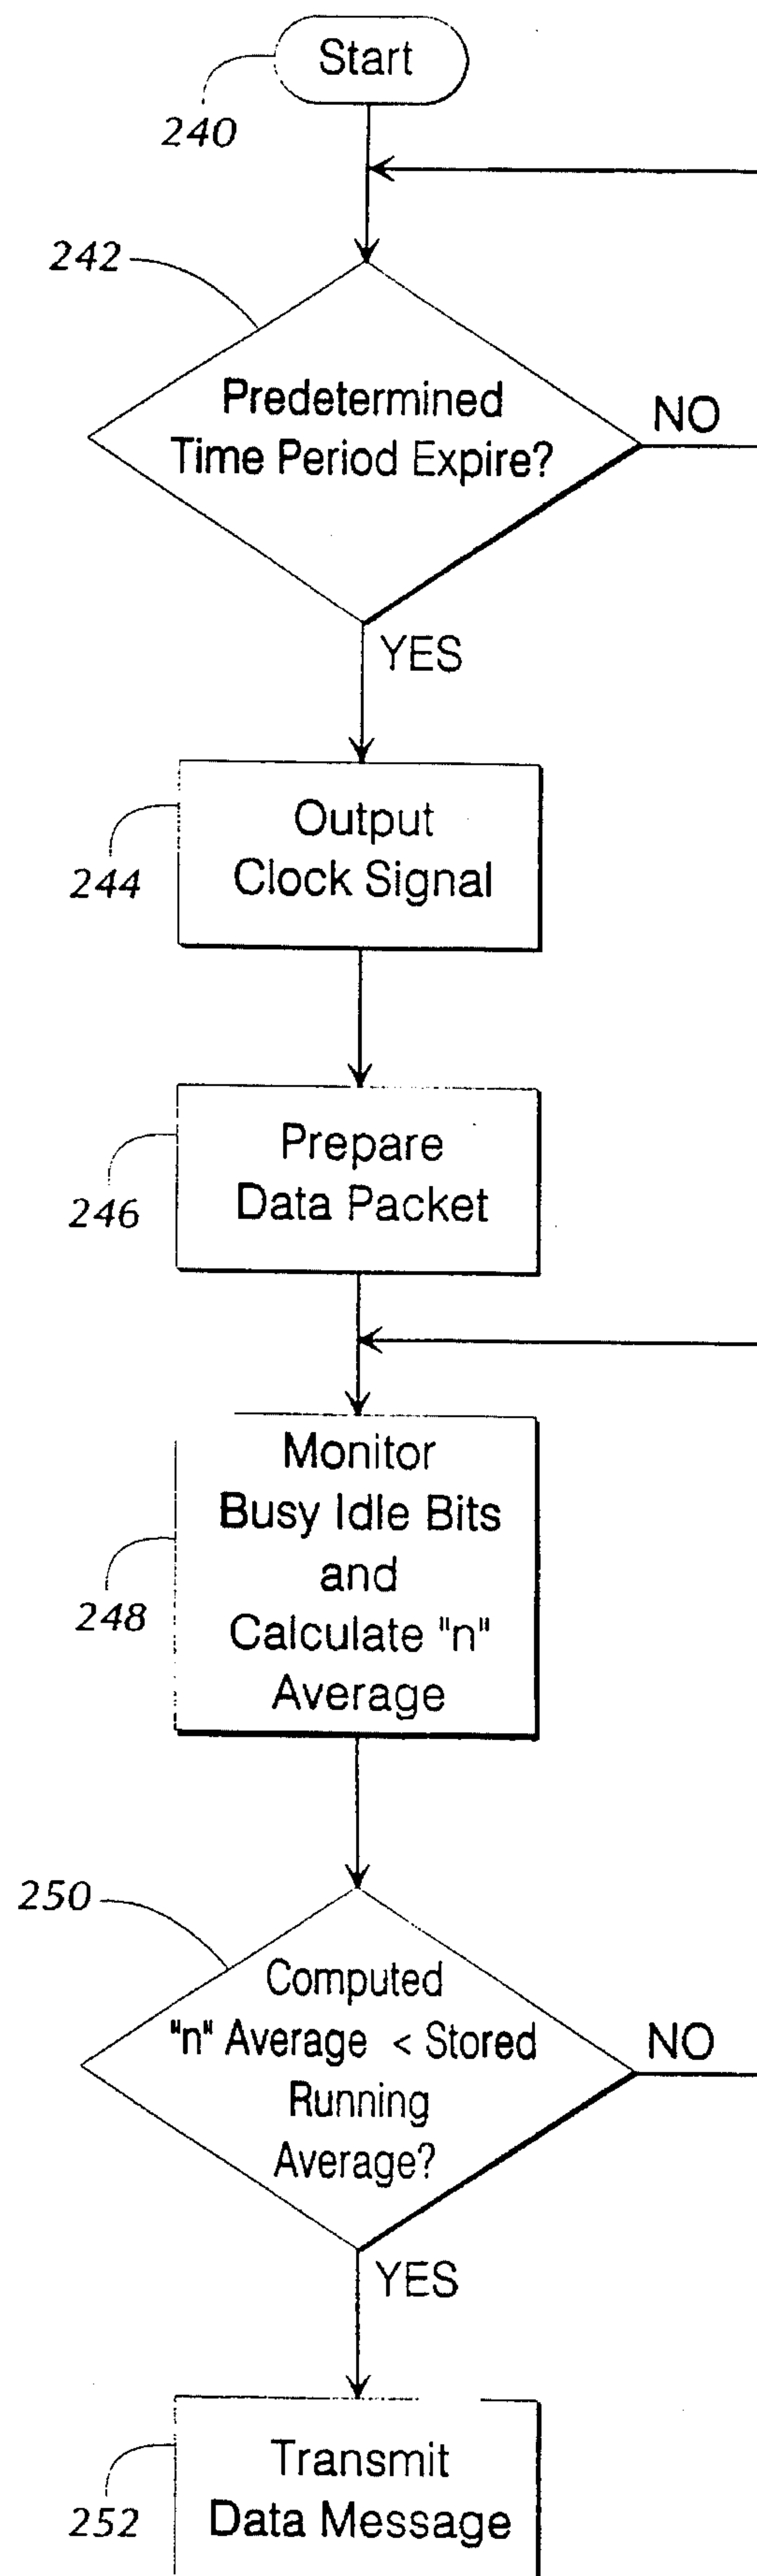 Start
240
242
Predetermined
Time Period Expire?
NO
YES
Output
Clock Signal
244
Prepare
Data Packet
246
Monitor
Busy Idle Bits
and
Calculate "n"
Average
248
250
Computed
"n" Average < Stored
Running
Average?
NO
YES
Transmit
Data Message
252